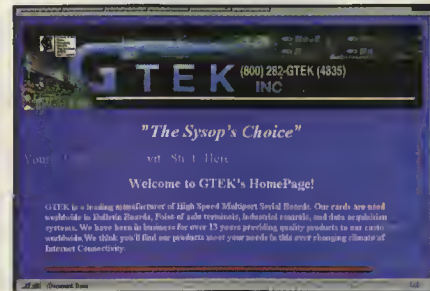 GTEK
(800) 282-GTEK (4835)
INC
"The Sysop's Choice"
Your
Welcome to GTEK's HomePage!
GTEK is a leading manufacturer of High Speed Multiport Serial Boards. Our cards are used
worldwide in Bulletin Boards, Point of sale terminals, Industrial controls, and data acquisition
systems. We have been in business for over 15 years providing quality products to our
worldwide. We think you'll find our products meet your needs in this ever changing climate of
Internet Connectivity.
Document: Done